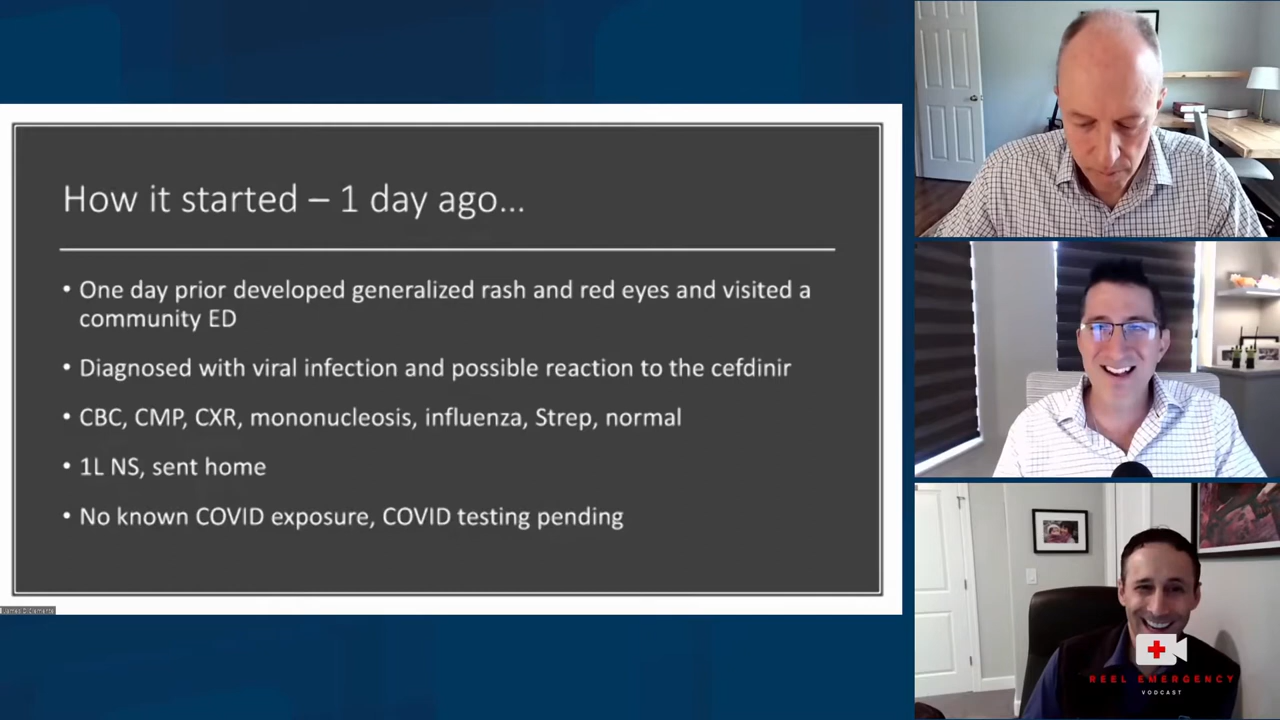 How it started – 1 day ago...
• One day prior developed generalized rash and red eyes and visited a
community ED
• Diagnosed with viral infection and possible reaction to the cefdinir
• CBC, CMP, CXR, mononucleosis, influenza, Strep, normal
• 1L NS, sent home
• No known COVID exposure, COVID testing pending
REEL EMERGENCY
VODCAST